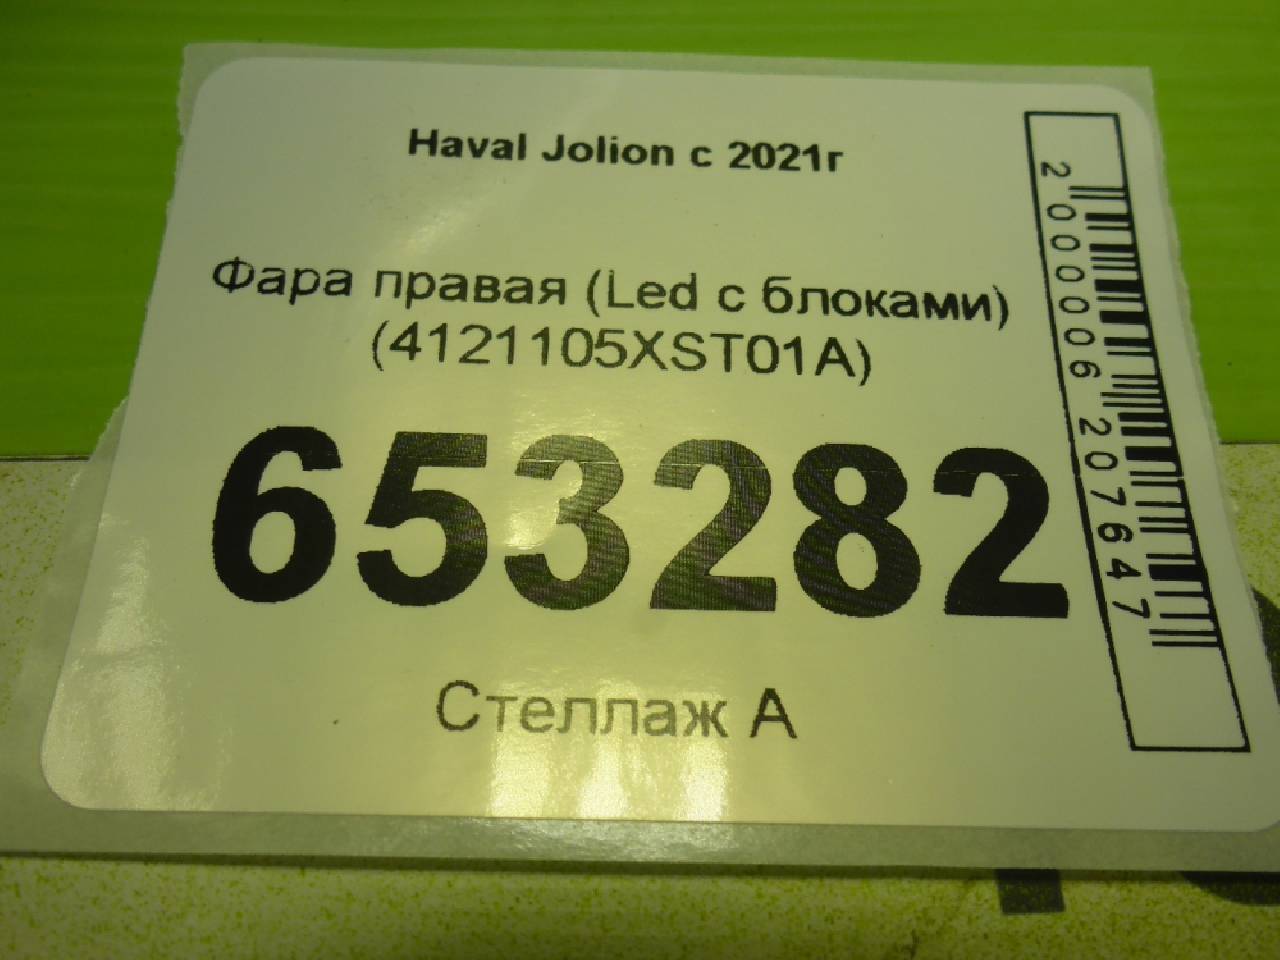 Haval Jolion с 2021г
Фара правая (Led с блоками)
(4121105XST01A)
653282
Стеллаж А
2000006207647